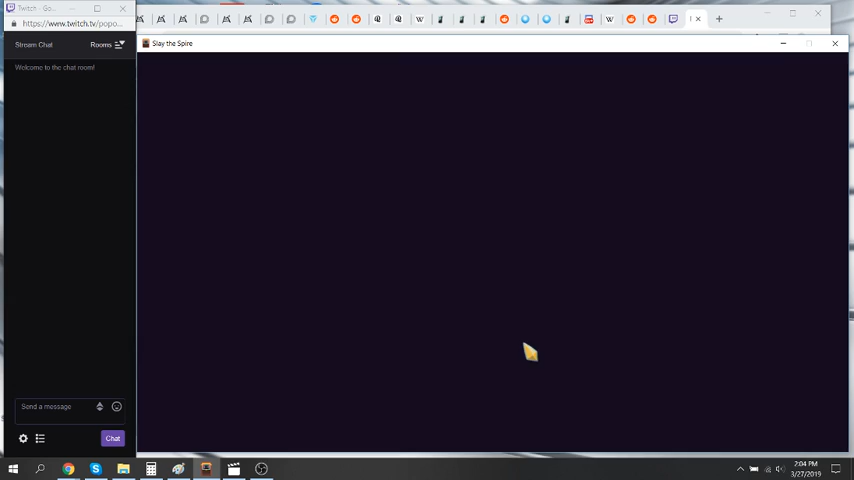 Twitch - Go...
https://www.twitch.tv/popo...
Stream Chat
Rooms
Welcome to the chat room!
Send a message
Chat
Slay the Spire
2:04 PM
3/27/2019